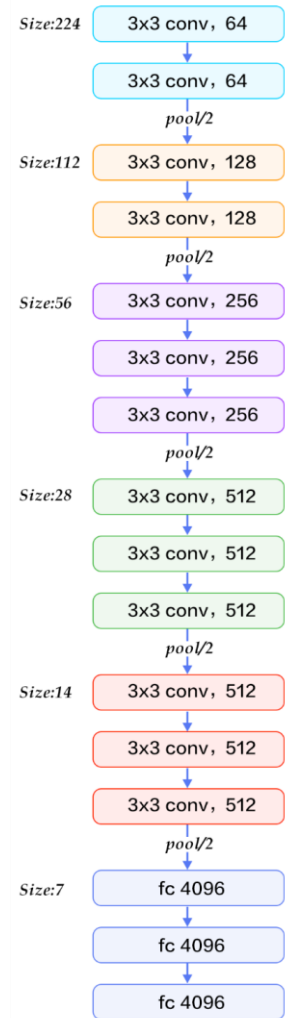 Size:224 3x3 conv, 64
3x3 conv, 64
pool/2
Size:112 3x3 conv, 128
3x3 conv, 128
pool/2
Size:56 3x3 conv, 256
3x3 conv, 256
3x3 conv, 256
pool/2
Size:28 3x3 conv, 512
3x3 conv, 512
3x3 conv, 512
pool/2
Size:14 3x3 conv, 512
3x3 conv, 512
3x3 conv, 512
pool/2
Size:7 fc 4096
fc 4096
fc 4096